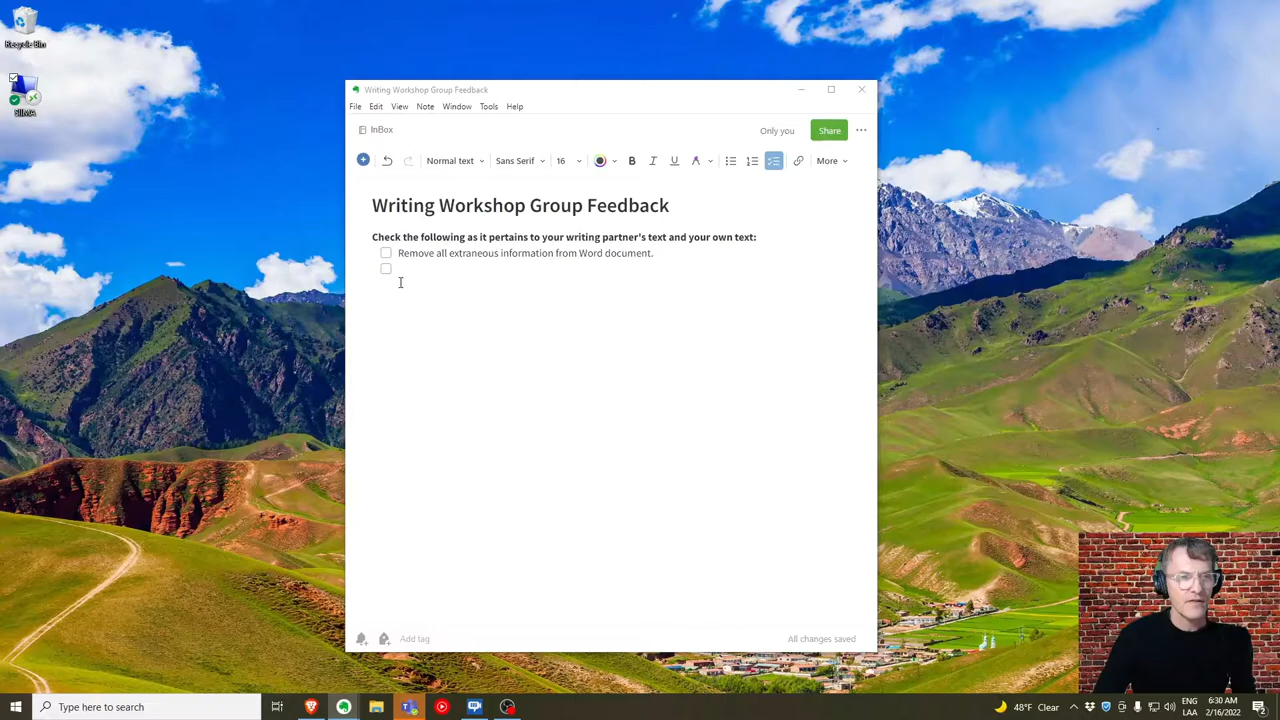 Recycle Bin
Writing Workshop Group Feedback
File Edit View Note Window Tools Help
InBox
Only you
Share
Normal text
Sans Serif
16
B I U A
More
Writing Workshop Group Feedback
Check the following as it pertains to your writing partner's text and your own text:
Remove all extraneous information from Word document.
Add tag
All changes saved
Type here to search
48°F Clear
ENG
LAA
6:30 AM
2/16/2022